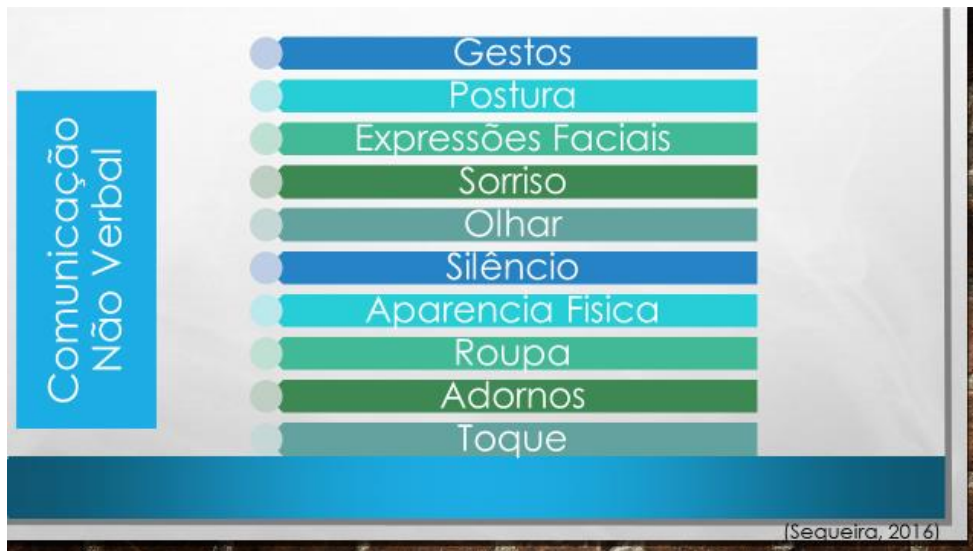 Comunicação
Não Verbal
Gestos
Postura
Expressões Faciais
Sorriso
Olhar
Silêncio
Aparencia Fisica
Roupa
Adornos
Toque
(Sequeira, 2016)